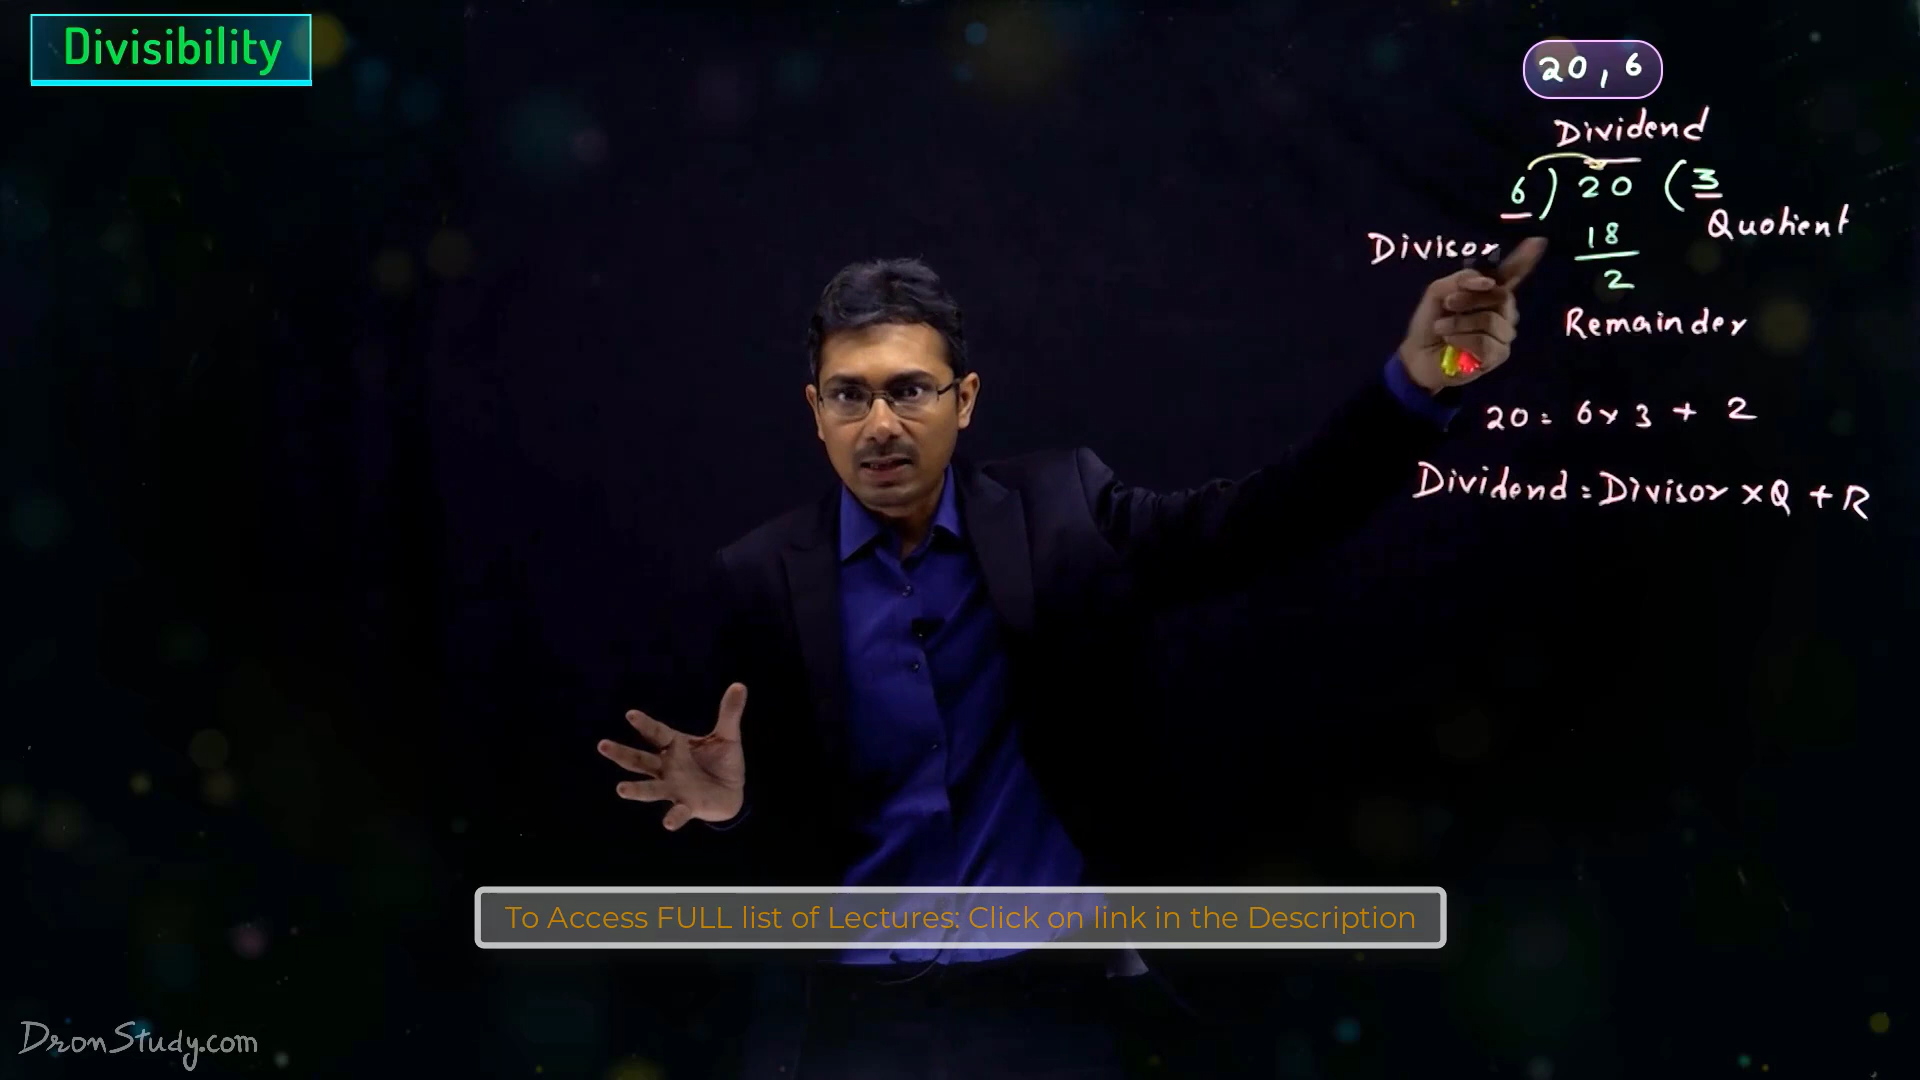 Divisibility
20, 6
Dividend
6) 20 (3
Quotient
18
Divisor
2
Remainder
20 = 6 x 3 + 2
Dividend = Divisor x Q + R
To Access FULL list of Lectures: Click on link in the Description
DronStudy.com